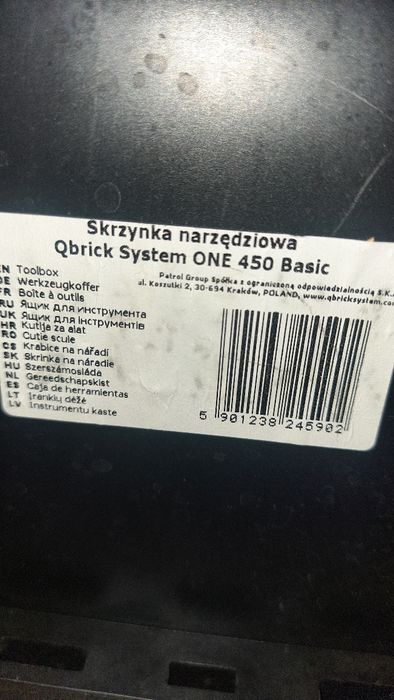 Skrzynka narzędziowa
Qbrick System ONE 450 Basic
Patrol Group Spółka z ograniczoną odpowiedzialnością S.K.
ul. Koszutki 2, 30-694 Kraków, POLAND, www.qbricksystem.com
EN Toolbox
DE Werkzeugkoffer
FR Boîte à outils
RU Ящик для инструмента
UK Ящик для інструментів
HR Kutija za alat
RO Cutie scule
CS Krabice na nářadí
SK Skrinka na náradie
HU Szerszámosláda
NL Gereedschapskist
ES Caja de herramientas
LT Įrankių dėžė
LV Instrumentu kaste
5 901238 245902